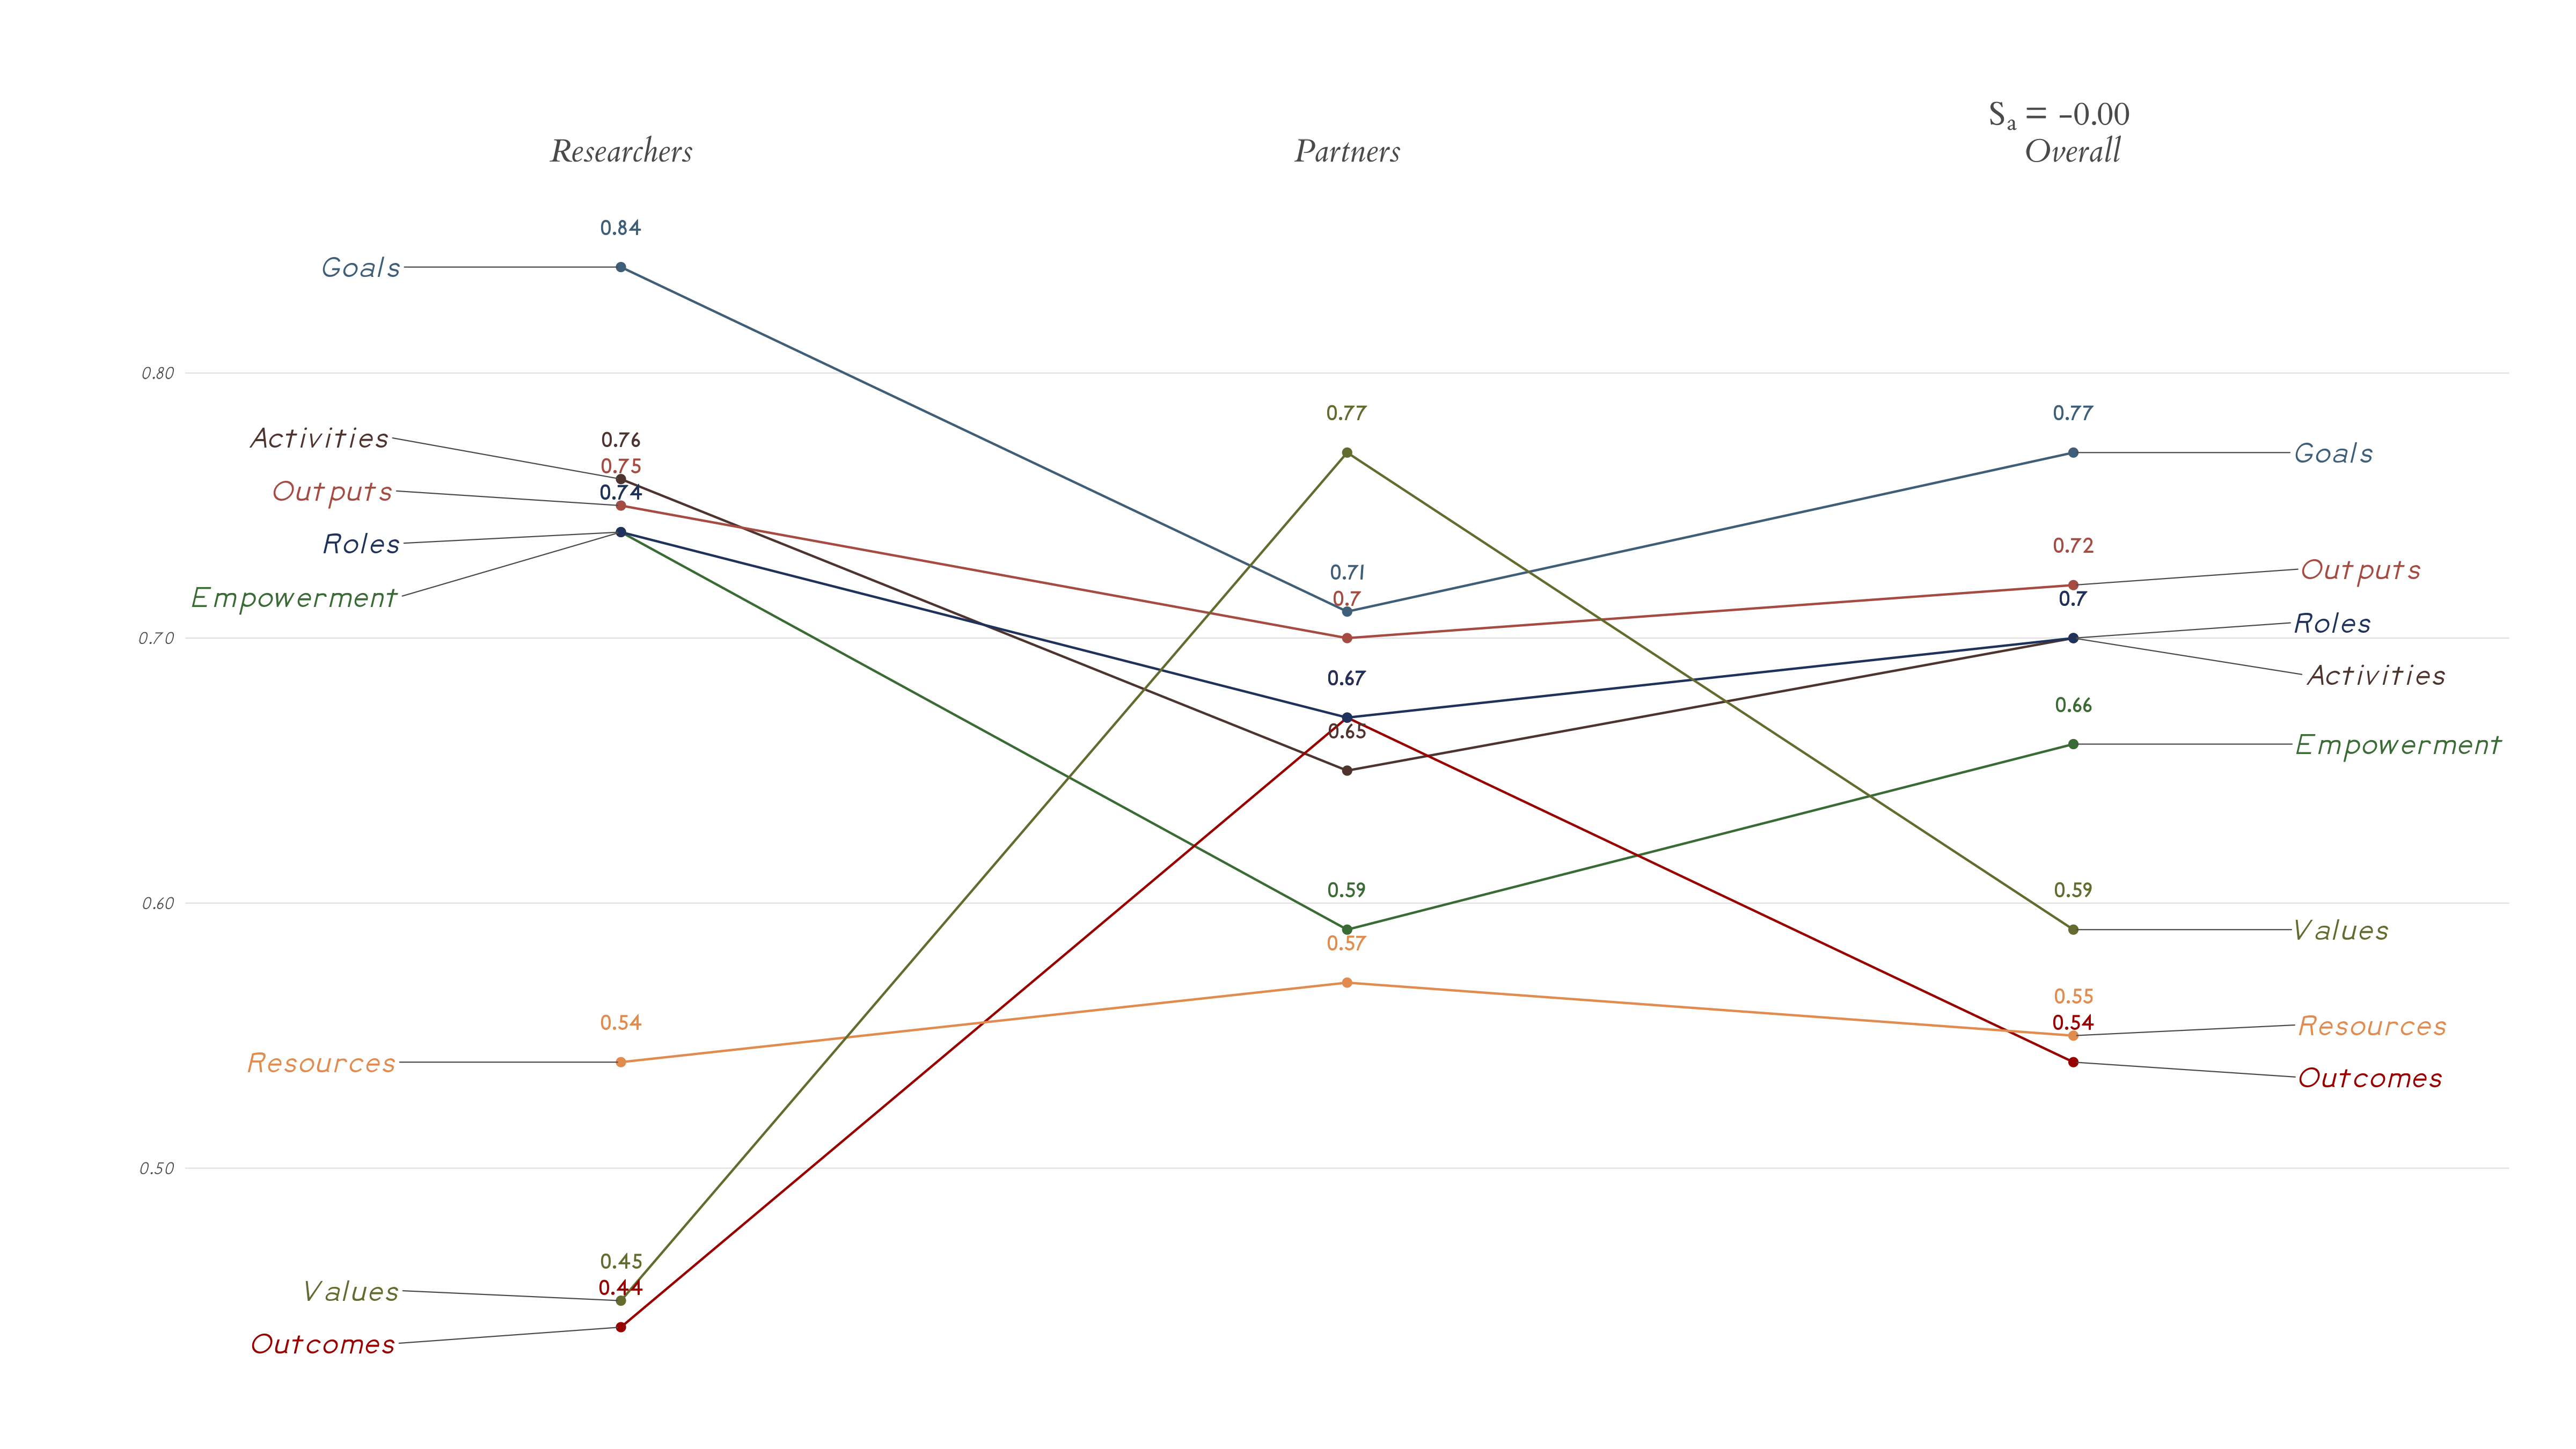 Sa = -0.00
Researchers
Partners
Overall
0.84
Goals
0.80
0.77
0.77
Goals
Activities
0.76
0.75
Outputs
0.74
Roles
Empowerment
0.71
0.7
0.72
Outputs
0.7
Roles
0.70
Activities
0.67
0.65
0.66
Empowerment
0.59
0.59
0.60
Values
0.57
0.54
Resources
0.55
0.54
Resources
Outcomes
0.50
0.45
0.44
Values
Outcomes